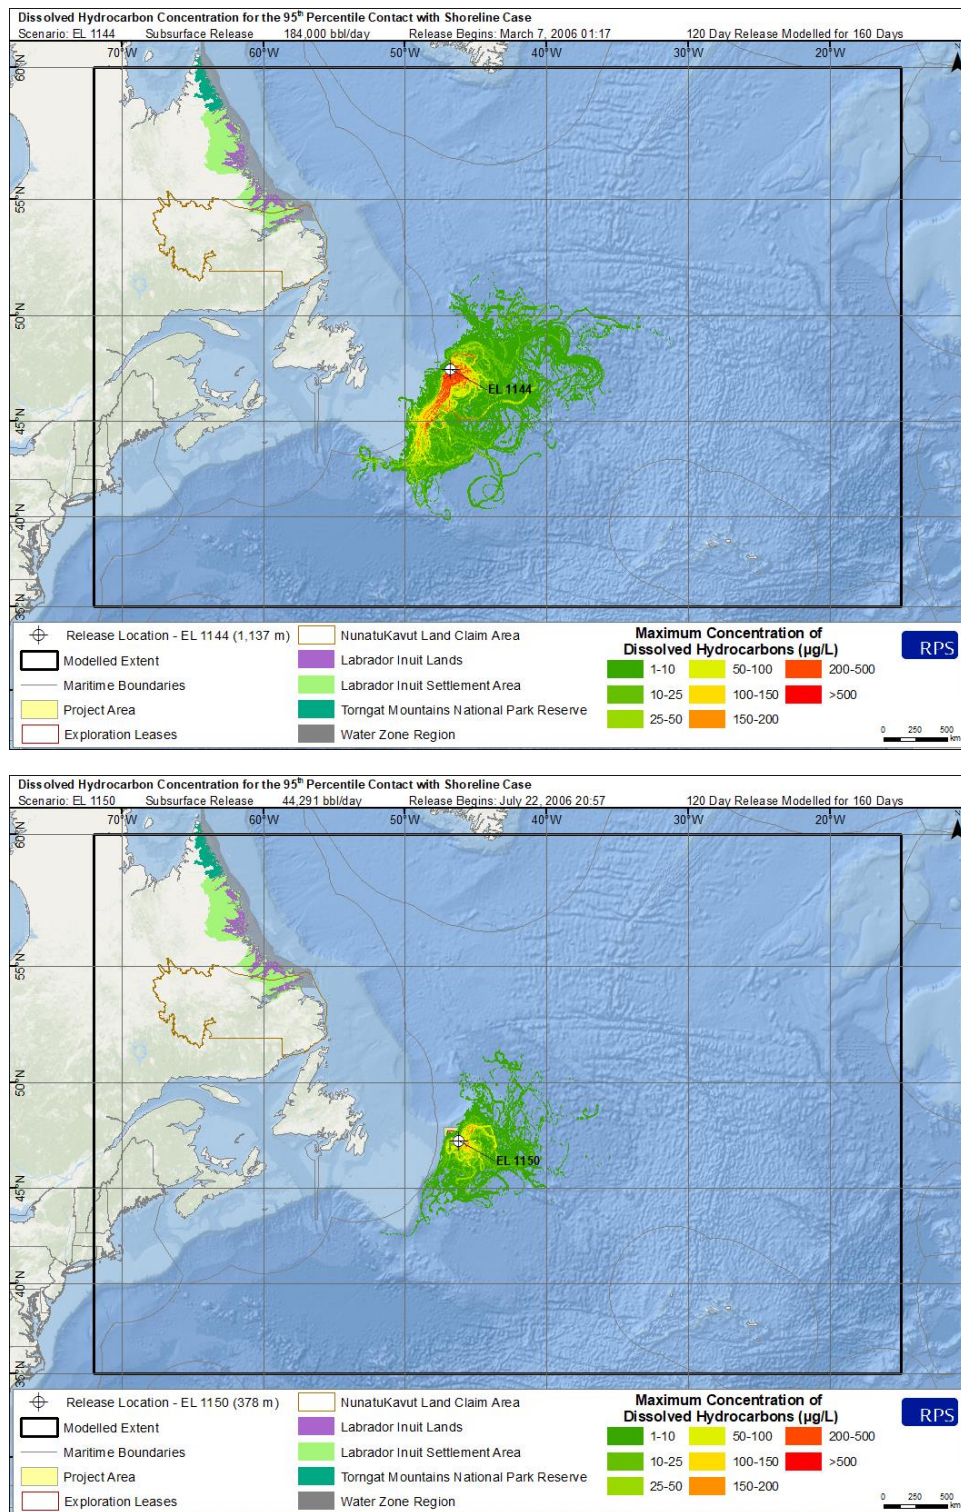 Dissolved Hydrocarbon Concentration for the 95th Percentile Contact with Shoreline Case
Scenario: EL 1144 Subsurface Release 184,000 bbl/day Release Begins: March 7, 2006 01:17 120 Day Release Modelled for 160 Days
70°W 60°W 50°W 40°W 30°W 20°W
N
60°N
55°N
50°N
EL 1144
45°N
40°N
35°N
Release Location - EL 1144 (1,137 m)
Modelled Extent
Maritime Boundaries
Project Area
Exploration Leases
NunatuKavut Land Claim Area
Labrador Inuit Lands
Labrador Inuit Settlement Area
Torngat Mountains National Park Reserve
Water Zone Region
Maximum Concentration of
Dissolved Hydrocarbons (µg/L)
1-10 50-100 200-500
10-25 100-150 >500
25-50 150-200
RPS
0 250 500
km
Dissolved Hydrocarbon Concentration for the 95th Percentile Contact with Shoreline Case
Scenario: EL 1150 Subsurface Release 44,291 bbl/day Release Begins: July 22, 2006 20:57 120 Day Release Modelled for 160 Days
70°W 60°W 50°W 40°W 30°W 20°W
N
60°N
55°N
50°N
EL 1150
45°N
40°N
35°N
Release Location - EL 1150 (378 m)
Modelled Extent
Maritime Boundaries
Project Area
Exploration Leases
NunatuKavut Land Claim Area
Labrador Inuit Lands
Labrador Inuit Settlement Area
Torngat Mountains National Park Reserve
Water Zone Region
Maximum Concentration of
Dissolved Hydrocarbons (µg/L)
1-10 50-100 200-500
10-25 100-150 >500
25-50 150-200
RPS
0 250 500
km